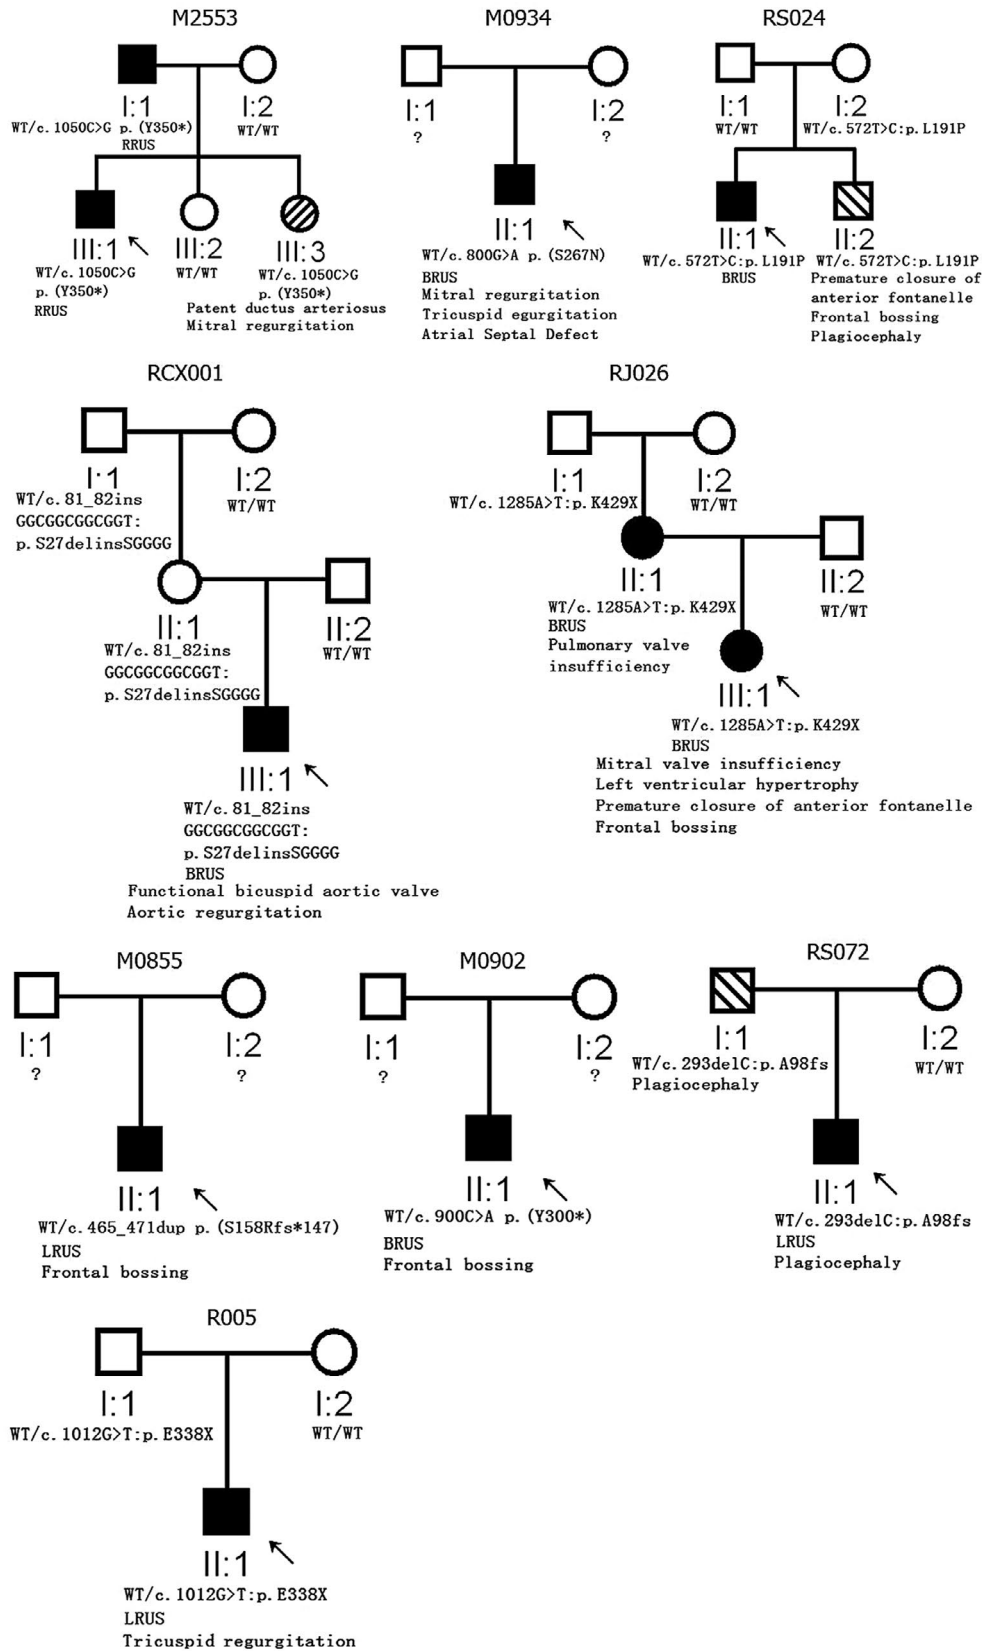 M2553
I:1
I:2
WT/c. 1050C>G p. (Y350*)
WT/WT
RRUS
III:1
III:2
III:3
WT/c. 1050C>G
p. (Y350*)
RRUS
WT/WT
WT/c. 1050C>G
p. (Y350*)
Patent ductus arteriosus
Mitral regurgitation
M0934
I:1
?
I:2
?
II:1
WT/c. 800G>A p. (S267N)
BRUS
Mitral regurgitation
Tricuspid egurgitation
Atrial Septal Defect
RS024
I:1
WT/WT
I:2
WT/c. 572T>C:p. L191P
II:1
WT/c. 572T>C:p. L191P
BRUS
II:2
WT/c. 572T>C:p. L191P
Premature closure of
anterior fontanelle
Frontal bossing
Plagiocephaly
RCX001
I:1
WT/c. 81_82ins
GGCGGCGGCGGT:
p. S27delinsSGGGG
I:2
WT/WT
II:1
WT/c. 81_82ins
GGCGGCGGCGGT:
p. S27delinsSGGGG
II:2
WT/WT
III:1
WT/c. 81_82ins
GGCGGCGGCGGT:
p. S27delinsSGGGG
BRUS
Functional bicuspid aortic valve
Aortic regurgitation
RJ026
I:1
WT/c. 1285A>T:p. K429X
I:2
WT/WT
II:1
WT/c. 1285A>T:p. K429X
BRUS
Pulmonary valve
insufficiency
II:2
WT/WT
III:1
WT/c. 1285A>T:p. K429X
BRUS
Mitral valve insufficiency
Left ventricular hypertrophy
Premature closure of anterior fontanelle
Frontal bossing
M0855
I:1
?
I:2
?
II:1
WT/c. 465_471dup p. (S158Rfs*147)
LRUS
Frontal bossing
M0902
I:1
?
I:2
?
II:1
WT/c. 900C>A p. (Y300*)
BRUS
Frontal bossing
RS072
I:1
WT/c. 293delC:p. A98fs
Plagiocephaly
I:2
WT/WT
II:1
WT/c. 293delC:p. A98fs
LRUS
Plagiocephaly
R005
I:1
WT/c. 1012G>T:p. E338X
I:2
WT/WT
II:1
WT/c. 1012G>T:p. E338X
LRUS
Tricuspid regurgitation